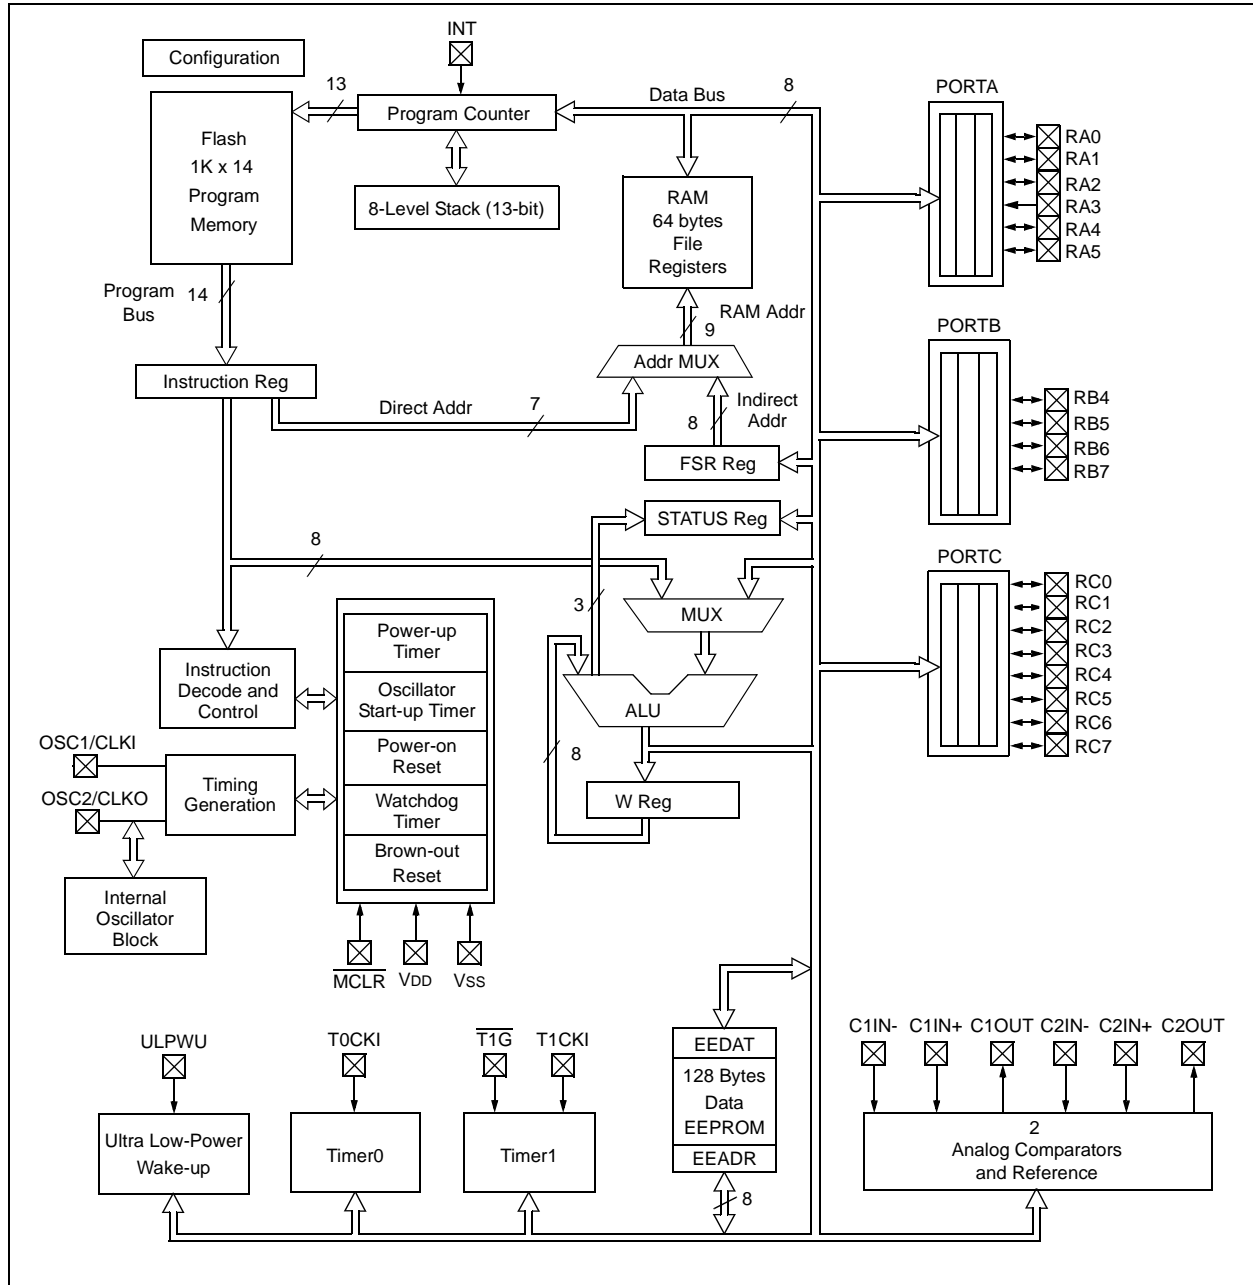 INT
Configuration
13
Data Bus
8
PORTA
Program Counter
Flash
1K x 14
Program
Memory
8-Level Stack (13-bit)
RAM
64 bytes
File
Registers
RA0
RA1
RA2
RA3
RA4
RA5
Program
Bus
14
RAM Addr
9
PORTB
Addr MUX
Instruction Reg
Direct Addr
7
Indirect
Addr
8
RB4
RB5
RB6
RB7
FSR Reg
STATUS Reg
8
PORTC
3
MUX
RC0
RC1
RC2
RC3
RC4
RC5
RC6
RC7
Power-up
Timer
Oscillator
Start-up Timer
Power-on
Reset
Watchdog
Timer
Brown-out
Reset
Instruction
Decode and
Control
ALU
8
W Reg
OSC1/CLKI
OSC2/CLKO
Timing
Generation
Internal
Oscillator
Block
MCLR
VDD
VSS
ULPWU
T0CKI
T1G
T1CKI
EEDAT
128 Bytes
Data
EEPROM
EEADR
8
C1IN-
C1IN+
C1OUT
C2IN-
C2IN+
C2OUT
Ultra Low-Power
Wake-up
Timer0
Timer1
2
Analog Comparators
and Reference